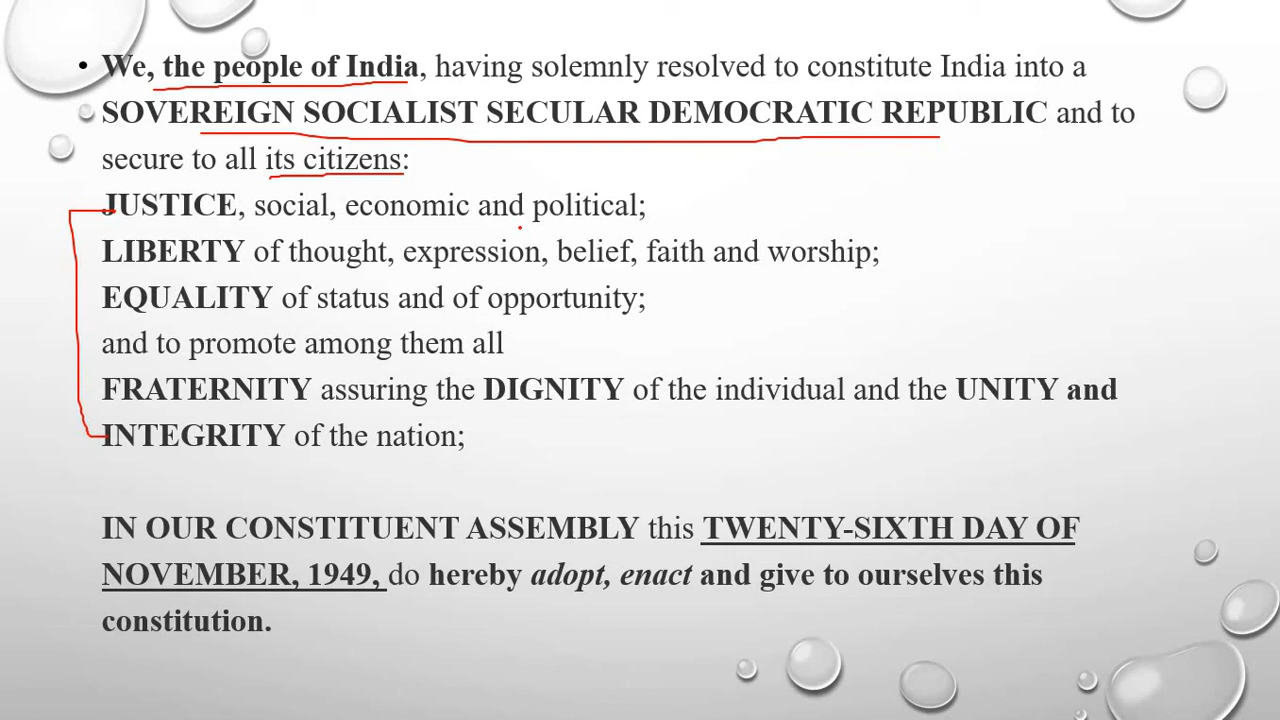 • We, the people of India, having solemnly resolved to constitute India into a
SOVEREIGN SOCIALIST SECULAR DEMOCRATIC REPUBLIC and to
secure to all its citizens:
JUSTICE, social, economic and political;
LIBERTY of thought, expression, belief, faith and worship;
EQUALITY of status and of opportunity;
and to promote among them all
FRATERNITY assuring the DIGNITY of the individual and the UNITY and
INTEGRITY of the nation;
IN OUR CONSTITUENT ASSEMBLY this TWENTY-SIXTH DAY OF
NOVEMBER, 1949, do hereby adopt, enact and give to ourselves this
constitution.